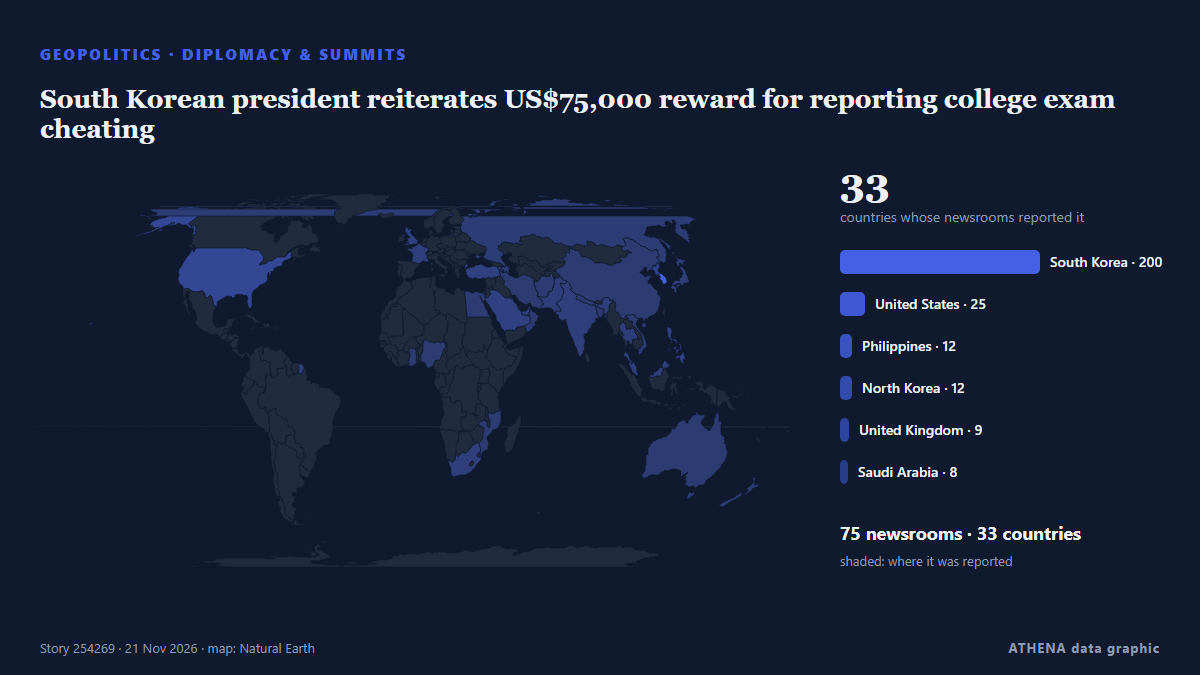 GEOPOLITICS · DIPLOMACY & SUMMITS
South Korean president reiterates US$75,000 reward for reporting college exam
cheating
33
countries whose newsrooms reported it
South Korea · 200
United States · 25
Philippines · 12
North Korea · 12
United Kingdom · 9
Saudi Arabia · 8
75 newsrooms · 33 countries
shaded: where it was reported
Story 254269 · 21 Nov 2026 · map: Natural Earth
ATHENA data graphic